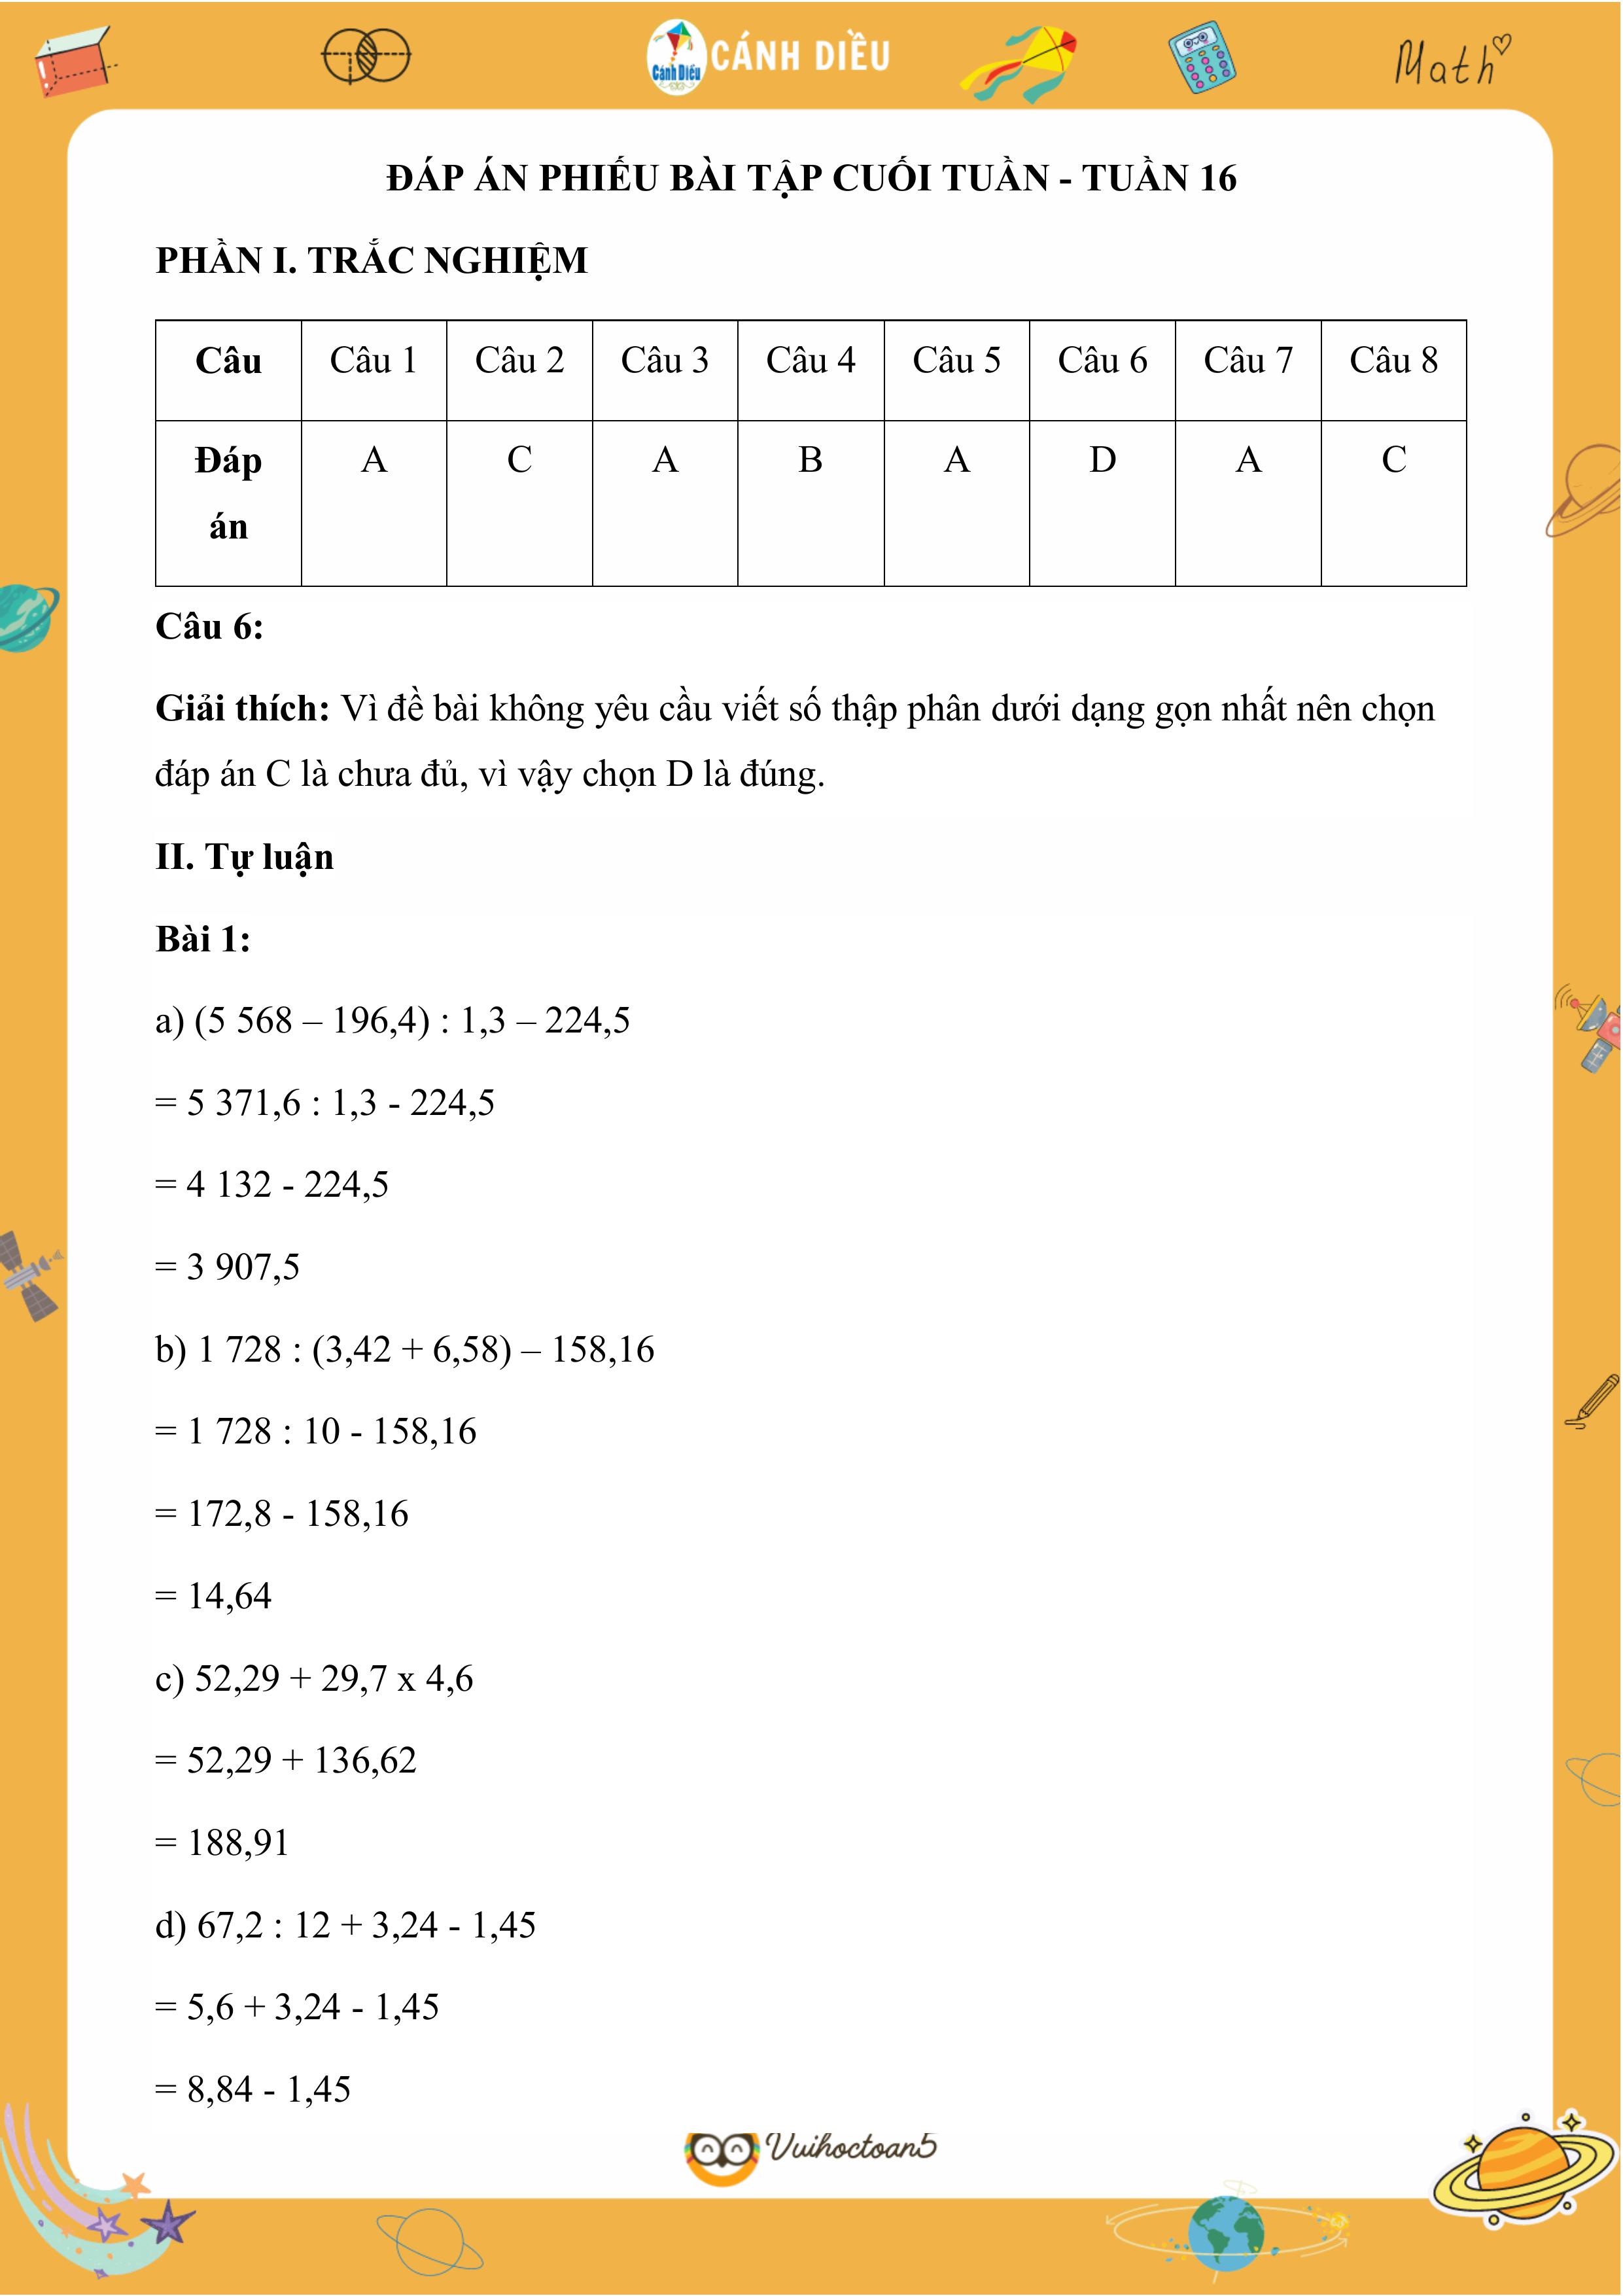 Cánh Diều
CÁNH DIỀU
Math
ĐÁP ÁN PHIẾU BÀI TẬP CUỐI TUẦN - TUẦN 16
PHẦN I. TRẮC NGHIỆM
Câu Câu 1 Câu 2 Câu 3 Câu 4 Câu 5 Câu 6 Câu 7 Câu 8
Đáp A C A B A D A C
án
Câu 6:
Giải thích: Vì đề bài không yêu cầu viết số thập phân dưới dạng gọn nhất nên chọn
đáp án C là chưa đủ, vì vậy chọn D là đúng.
II. Tự luận
Bài 1:
a) (5 568 – 196,4) : 1,3 – 224,5
= 5 371,6 : 1,3 - 224,5
= 4 132 - 224,5
= 3 907,5
b) 1 728 : (3,42 + 6,58) – 158,16
= 1 728 : 10 - 158,16
= 172,8 - 158,16
= 14,64
c) 52,29 + 29,7 x 4,6
= 52,29 + 136,62
= 188,91
d) 67,2 : 12 + 3,24 - 1,45
= 5,6 + 3,24 - 1,45
= 8,84 - 1,45
Vuihoctoan5